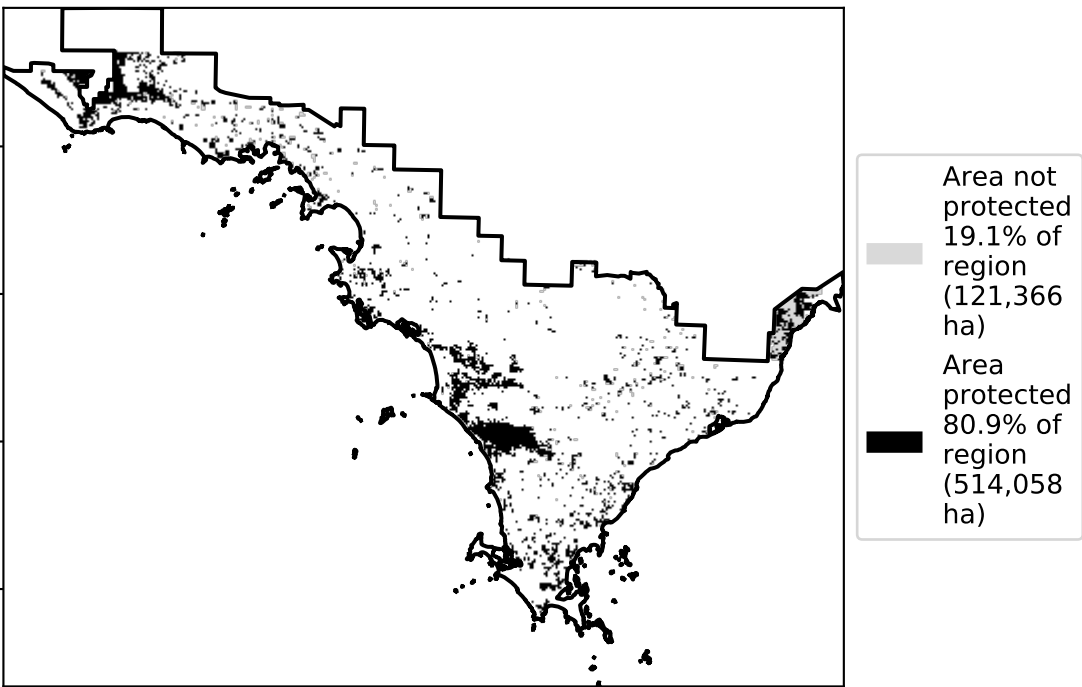 Area not
protected
19.1% of
region
(121,366
ha)
Area
protected
80.9% of
region
(514,058
ha)